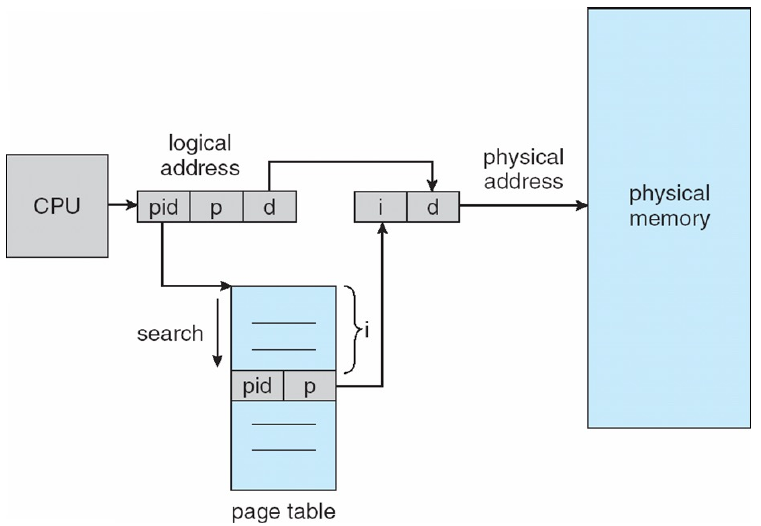 logical
address
physical
address
CPU
pid p d
i d
physical
memory
search
i
pid p
page table